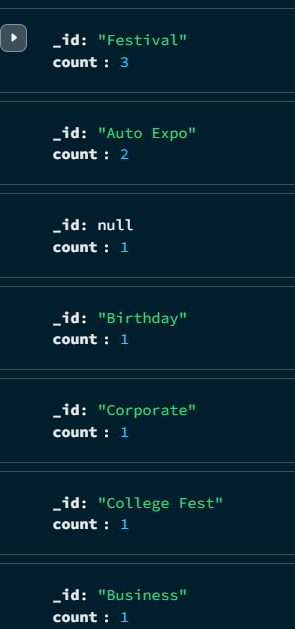 _id: "Festival"
count : 3
_id: "Auto Expo"
count : 2
_id: null
count : 1
_id: "Birthday"
count : 1
_id: "Corporate"
count : 1
_id: "College Fest"
count : 1
_id: "Business"
count : 1